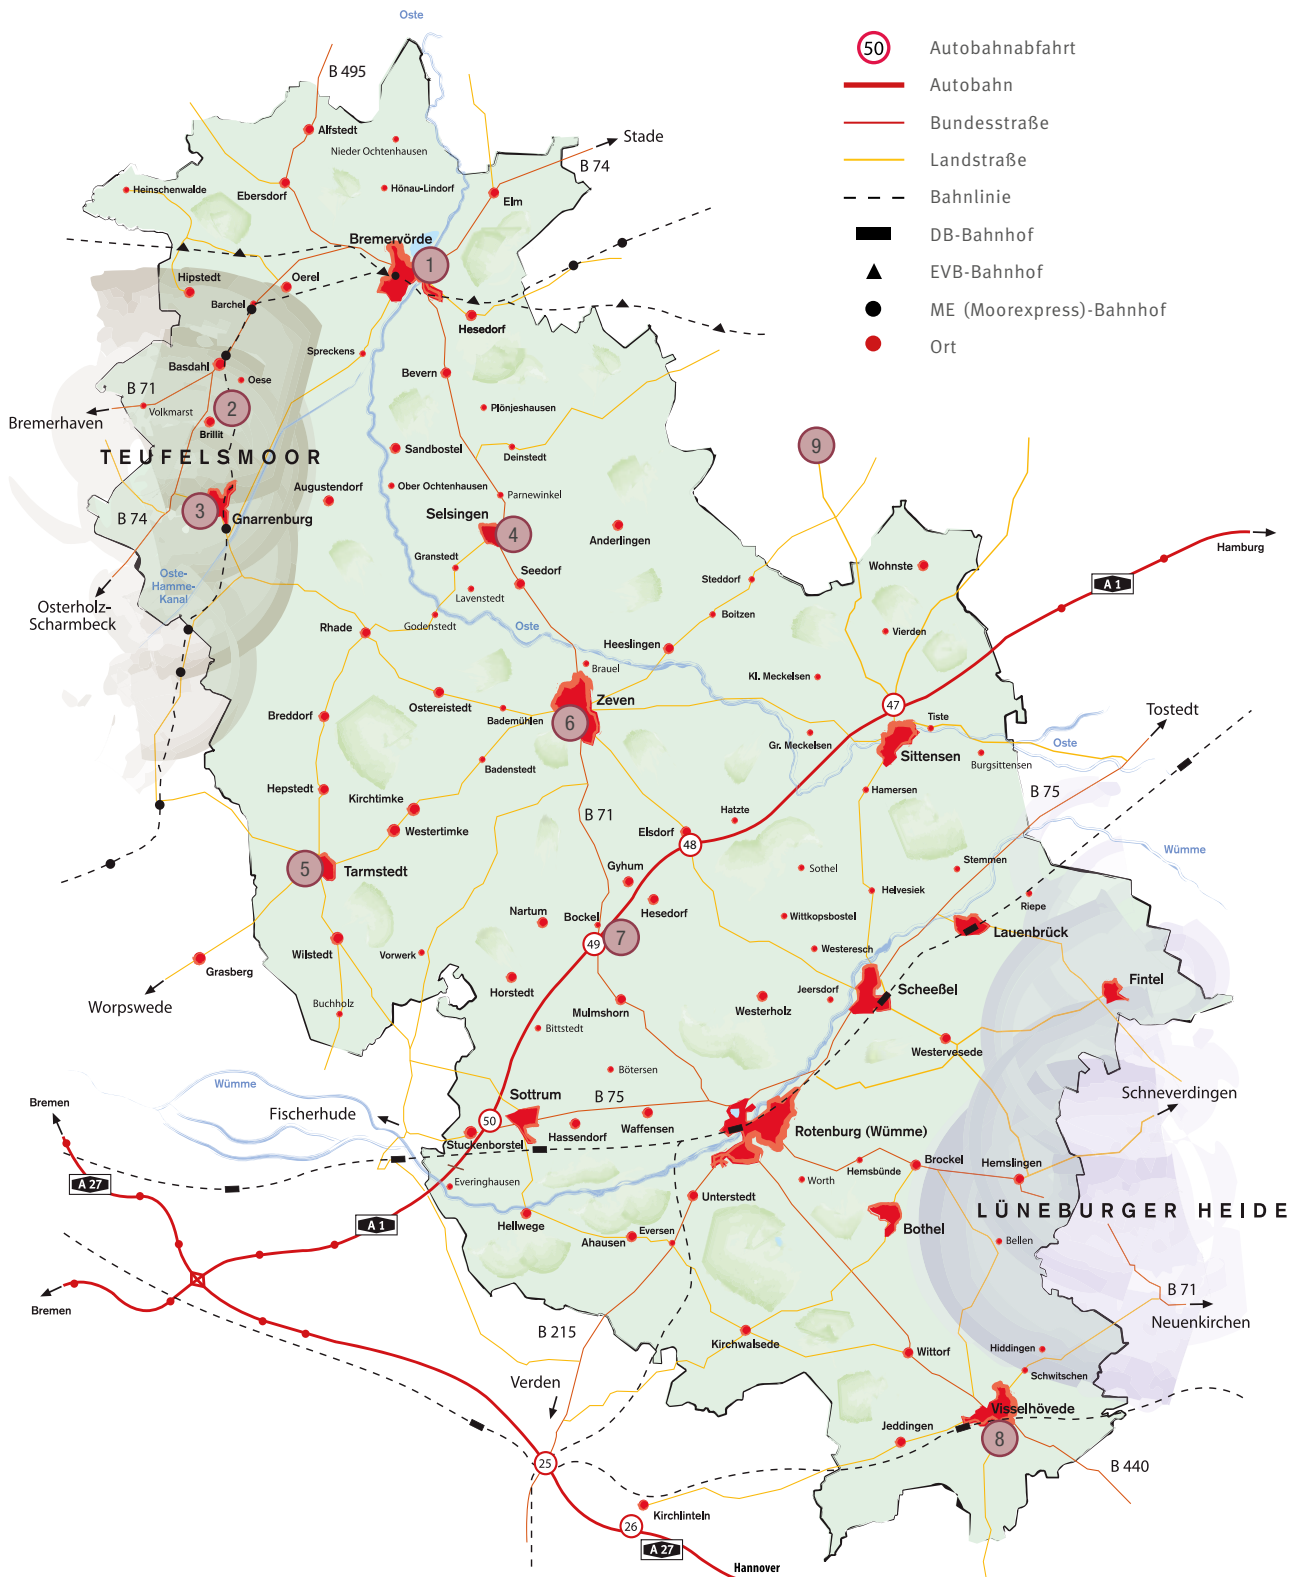 Oste
50 Autobahnabfahrt
Autobahn
Bundesstraße
Landstraße
Bahnlinie
DB-Bahnhof
EVB-Bahnhof
ME (Moorexpress)-Bahnhof
Ort
B 495
Alfstedt
Nieder Ochtenhausen
Stade
B 74
Heinschenwalde
Ebersdorf
Hönau-Lindorf
Elm
Bremervörde
1
Hipstedt
Oerel
Barchel
Hesedorf
Spreckens
Basdahl
Oese
Bevern
B 71
Volkmarst
2
Bremerhaven
Brillit
Plönjeshausen
TEUFELSMOOR
Sandbostel
Deinstedt
9
Augustendorf
Ober Ochtenhausen
Parnewinkel
3
Gnarrenburg
B 74
Selsingen
4
Anderlingen
Hamburg
Granstedt
Wohnste
Oste-
Hamme-
Kanal
Seedorf
Steddorf
A 1
Osterholz-
Scharmbeck
Lavenstedt
Godenstedt
Boitzen
Rhade
Oste
Vierden
Heeslingen
Brauel
Kl. Meckelsen
Zeven
Ostereistedt
47
Breddorf
Bademühlen
6
Tiste
Tostedt
Gr. Meckelsen
Oste
Sittensen
Burgsittensen
Badenstedt
Hepstedt
Hamersen
B 75
Kirchtimke
B 71
Hatzte
Westertimke
Elsdorf
48
Wümme
5
Tarmstedt
Gyhum
Sothel
Stemmen
Helvesiek
Riepe
Nartum
Bockel
Hesedorf
Wittkopsbostel
Lauenbrück
49
7
Wilstedt
Vorwerk
Westeresch
Grasberg
Horstedt
Scheeßel
Fintel
Buchholz
Jeersdorf
Worpswede
Mulmshorn
Westerholz
Bittstedt
Westervesede
Bötersen
Wümme
Sottrum
B 75
Schneverdingen
Bremen
Fischerhude
50
Waffensen
Hassendorf
Rotenburg (Wümme)
Stuckenborstel
Hemsbünde
Brockel
Hemslingen
A 27
Everinghausen
Worth
Unterstedt
LÜNEBURGER HEIDE
A 1
Hellwege
Bothel
Ahausen
Eversen
Bellen
B 71
Bremen
Neuenkirchen
B 215
Kirchwalsede
Hiddingen
Wittorf
Schwitschen
Verden
Visselhövede
Jeddingen
8
25
B 440
Kirchlinteln
26
A 27
Hannover